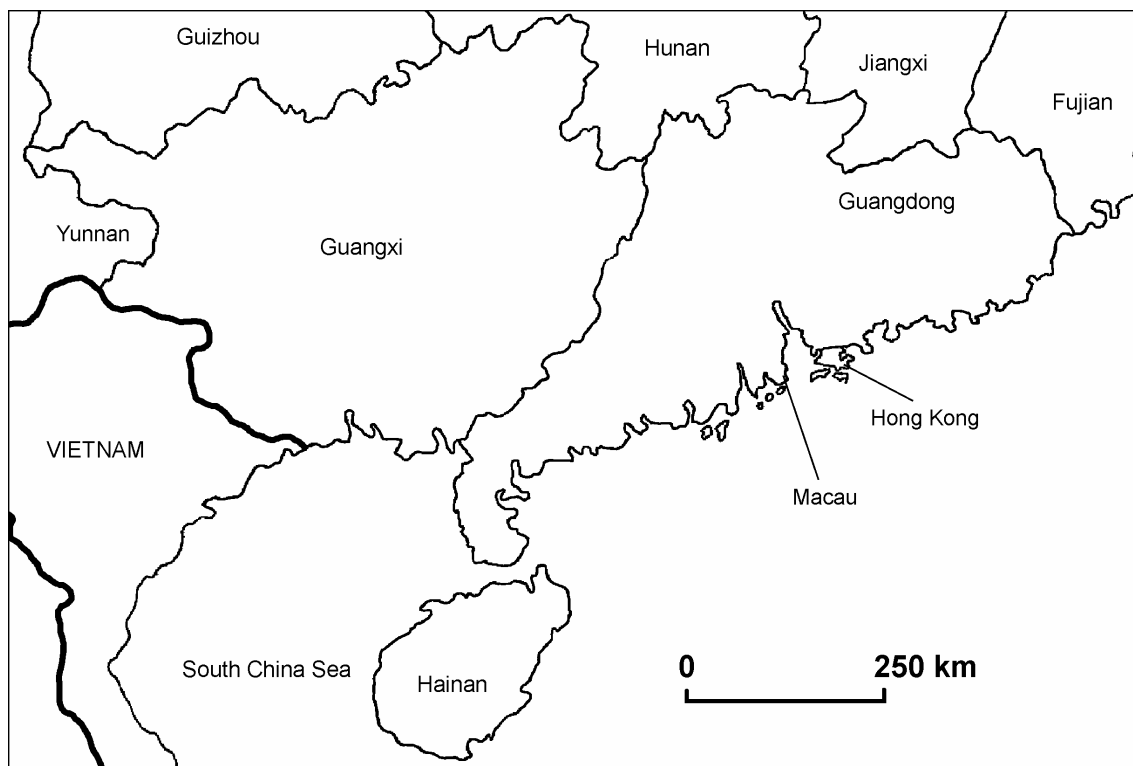 Guizhou
Hunan
Jiangxi
Fujian
Guangdong
Yunnan
Guangxi
Hong Kong
VIETNAM
Macau
South China Sea
Hainan
0 250 km